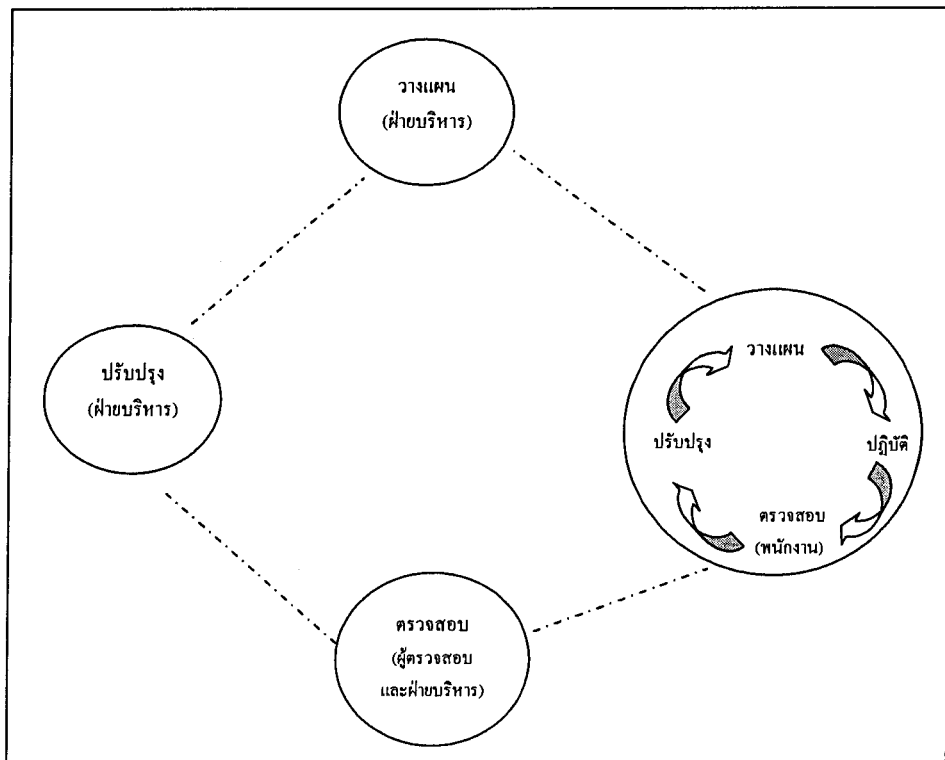 วางแผน
(ฝ่ายบริหาร)
วางแผน
ปรับปรุง
(ฝ่ายบริหาร)
ปรับปรุง
ปฏิบัติ
ตรวจสอบ
(พนักงาน)
ตรวจสอบ
(ผู้ตรวจสอบ
และฝ่ายบริหาร)